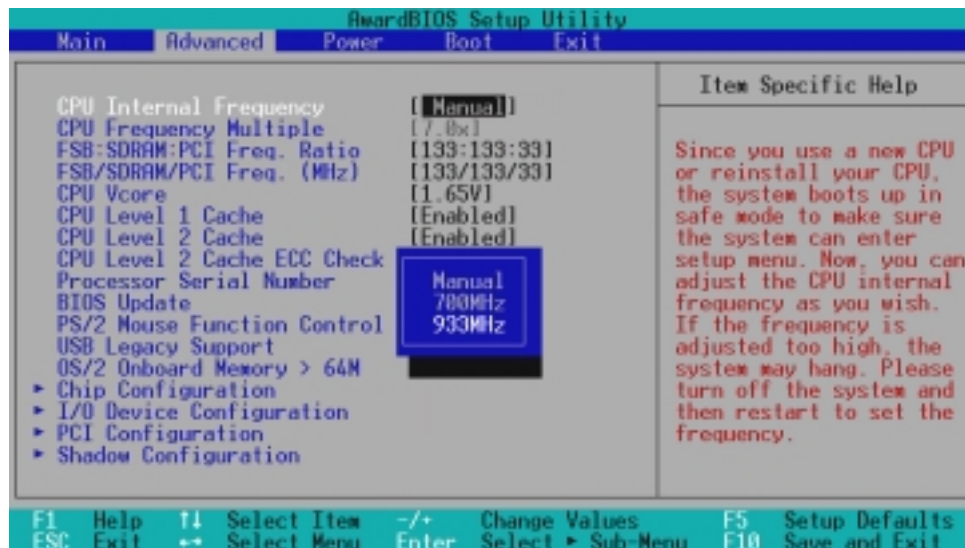 AwardBIOS Setup Utility
Main Advanced Power Boot Exit
CPU Internal Frequency [ Manual]
CPU Frequency Multiple [7.0x]
FSB:SDRAM:PCI Freq. Ratio [133:133:33]
FSB/SDRAM/PCI Freq. (MHz) [133/133/33]
CPU Vcore [1.65V]
CPU Level 1 Cache [Enabled]
CPU Level 2 Cache [Enabled]
CPU Level 2 Cache ECC Check
Processor Serial Number
BIOS Update
PS/2 Mouse Function Control
USB Legacy Support
OS/2 Onboard Memory > 64M
► Chip Configuration
► I/O Device Configuration
► PCI Configuration
► Shadow Configuration
Manual
700MHz
933MHz
Item Specific Help
Since you use a new CPU
or reinstall your CPU,
the system boots up in
safe mode to make sure
the system can enter
setup menu. Now, you can
adjust the CPU internal
frequency as you wish.
If the frequency is
adjusted too high, the
system may hang. Please
turn off the system and
then restart to set the
frequency.
F1 Help ↑↓ Select Item -/+ Change Values F5 Setup Defaults
ESC Exit ←→ Select Menu Enter Select ► Sub-Menu F10 Save and Exit